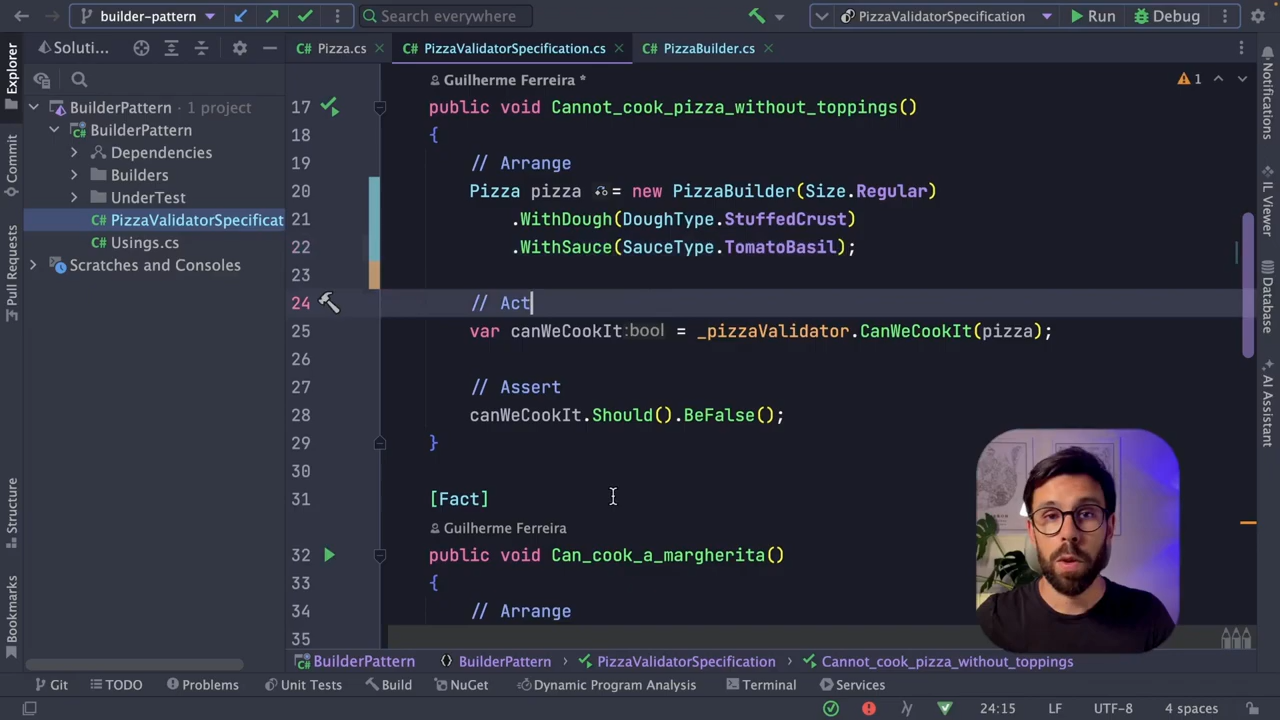 builder-pattern
Search everywhere
PizzaValidatorSpecification
Run
Debug
Explorer
Commit
Pull Requests
Structure
Bookmarks
Soluti...
Pizza.cs
PizzaValidatorSpecification.cs
PizzaBuilder.cs
BuilderPattern 1 project
BuilderPattern
Dependencies
Builders
UnderTest
C# PizzaValidatorSpecificat
C# Usings.cs
Scratches and Consoles
Guilherme Ferreira *
1
17 public void Cannot_cook_pizza_without_toppings()
18 {
19 // Arrange
20 Pizza pizza = new PizzaBuilder(Size.Regular)
21 .WithDough(DoughType.StuffedCrust)
22 .WithSauce(SauceType.TomatoBasil);
23
24 // Act
25 var canWeCookIt:bool = _pizzaValidator.CanWeCookIt(pizza);
26
27 // Assert
28 canWeCookIt.Should().BeFalse();
29 }
30
31 [Fact]
Guilherme Ferreira
32 public void Can_cook_a_margherita()
33 {
34 // Arrange
35
Notifications
IL Viewer
Database
AI Assistant
BuilderPattern
BuilderPattern
PizzaValidatorSpecification
Cannot_cook_pizza_without_toppings
Git
TODO
Problems
Unit Tests
Build
NuGet
Dynamic Program Analysis
Terminal
Services
24:15
LF
UTF-8
4 spaces